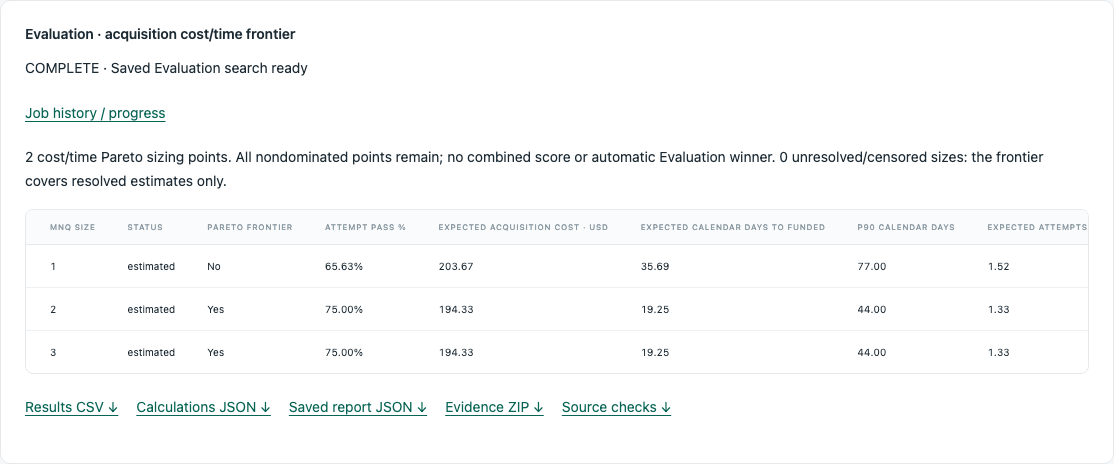 Evaluation · acquisition cost/time frontier
COMPLETE · Saved Evaluation search ready
Job history / progress
2 cost/time Pareto sizing points. All nondominated points remain; no combined score or automatic Evaluation winner. 0 unresolved/censored sizes: the frontier
covers resolved estimates only.
MNQ SIZE STATUS PARETO FRONTIER ATTEMPT PASS % EXPECTED ACQUISITION COST · USD EXPECTED CALENDAR DAYS TO FUNDED P90 CALENDAR DAYS EXPECTED ATTEMPTS
1 estimated No 65.63% 203.67 35.69 77.00 1.52
2 estimated Yes 75.00% 194.33 19.25 44.00 1.33
3 estimated Yes 75.00% 194.33 19.25 44.00 1.33
Results CSV ↓ Calculations JSON ↓ Saved report JSON ↓ Evidence ZIP ↓ Source checks ↓